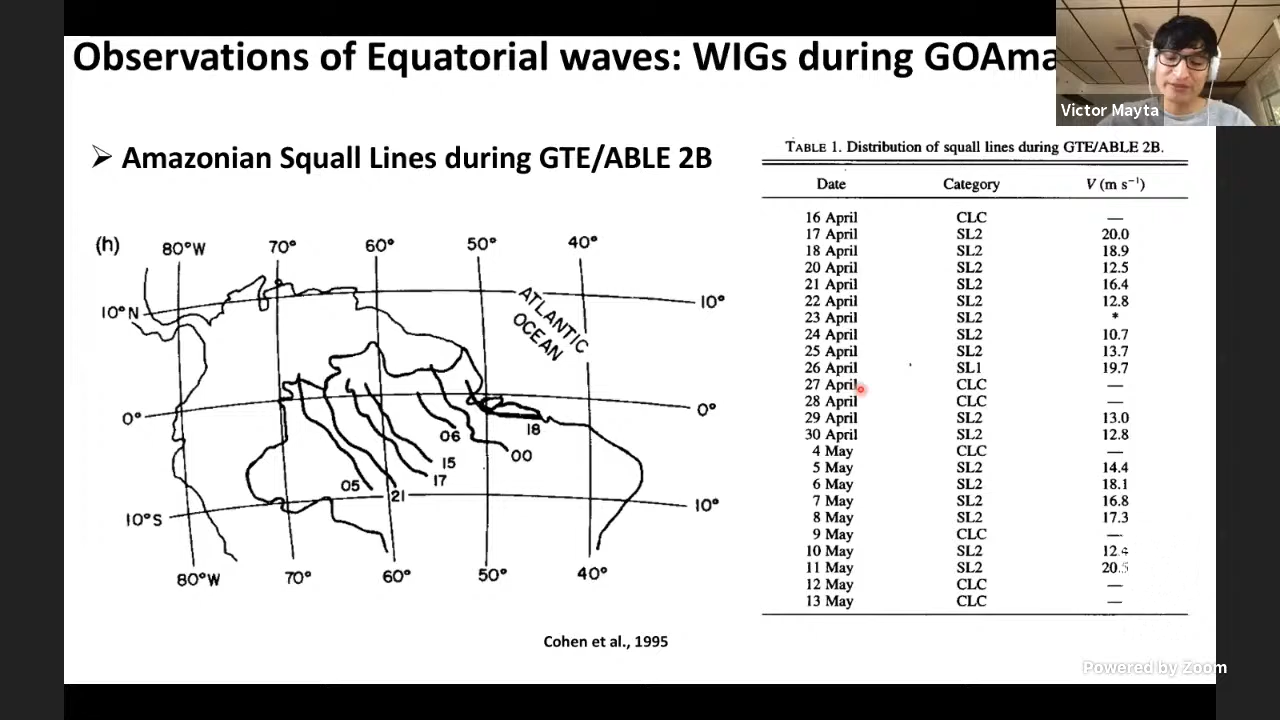 Observations of Equatorial waves: WIGs during GOAma
Victor Mayta
➢ Amazonian Squall Lines during GTE/ABLE 2B
(h)
80°W 70° 60° 50° 40°
10°N 10°
ATLANTIC
OCEAN
0° 0°
18
06
00
15
17
05 21
10°S 10°
80°W 70° 60° 50° 40°
Cohen et al., 1995
TABLE 1. Distribution of squall lines during GTE/ABLE 2B.
Date Category V (m s⁻¹)
16 April CLC —
17 April SL2 20.0
18 April SL2 18.9
20 April SL2 12.5
21 April SL2 16.4
22 April SL2 12.8
23 April SL2 *
24 April SL2 10.7
25 April SL2 13.7
26 April SL1 19.7
27 April CLC —
28 April CLC —
29 April SL2 13.0
30 April SL2 12.8
4 May CLC —
5 May SL2 14.4
6 May SL2 18.1
7 May SL2 16.8
8 May SL2 17.3
9 May CLC —
10 May SL2 12.4
11 May SL2 20.5
12 May CLC —
13 May CLC —
Powered by Zoom